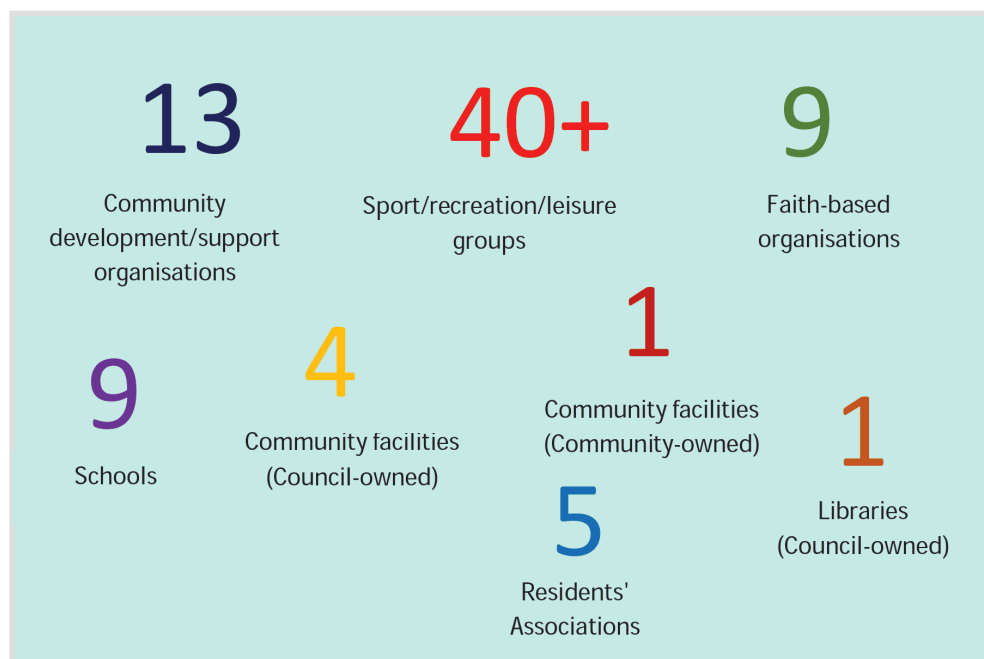 13
Community
development/support
organisations
40+
Sport/recreation/leisure
groups
9
Faith-based
organisations
9
Schools
4
Community facilities
(Council-owned)
1
Community facilities
(Community-owned)
5
Residents'
Associations
1
Libraries
(Council-owned)